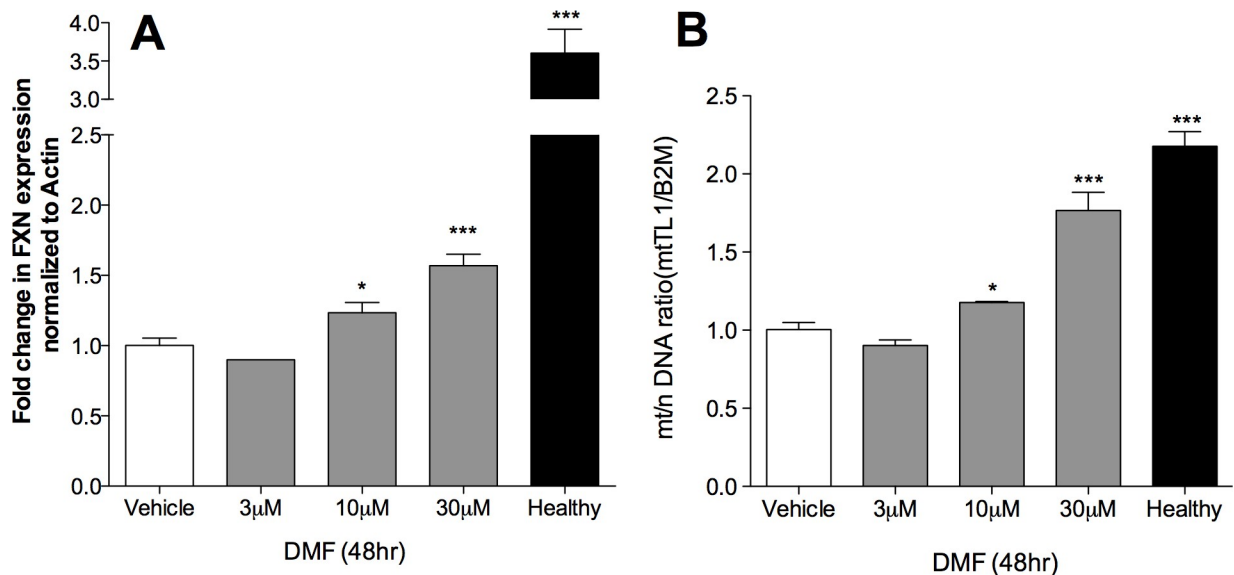 A
Fold change in FXN expression
normalized to Actin
4.0
3.5
3.0
2.5
2.0
1.5
1.0
0.5
0.0
*
***
***
Vehicle 3µM 10µM 30µM Healthy
DMF (48hr)
B
mt/n DNA ratio(mtTL1/B2M)
2.5
2.0
1.5
1.0
0.5
0.0
*
***
***
Vehicle 3µM 10µM 30µM Healthy
DMF (48hr)